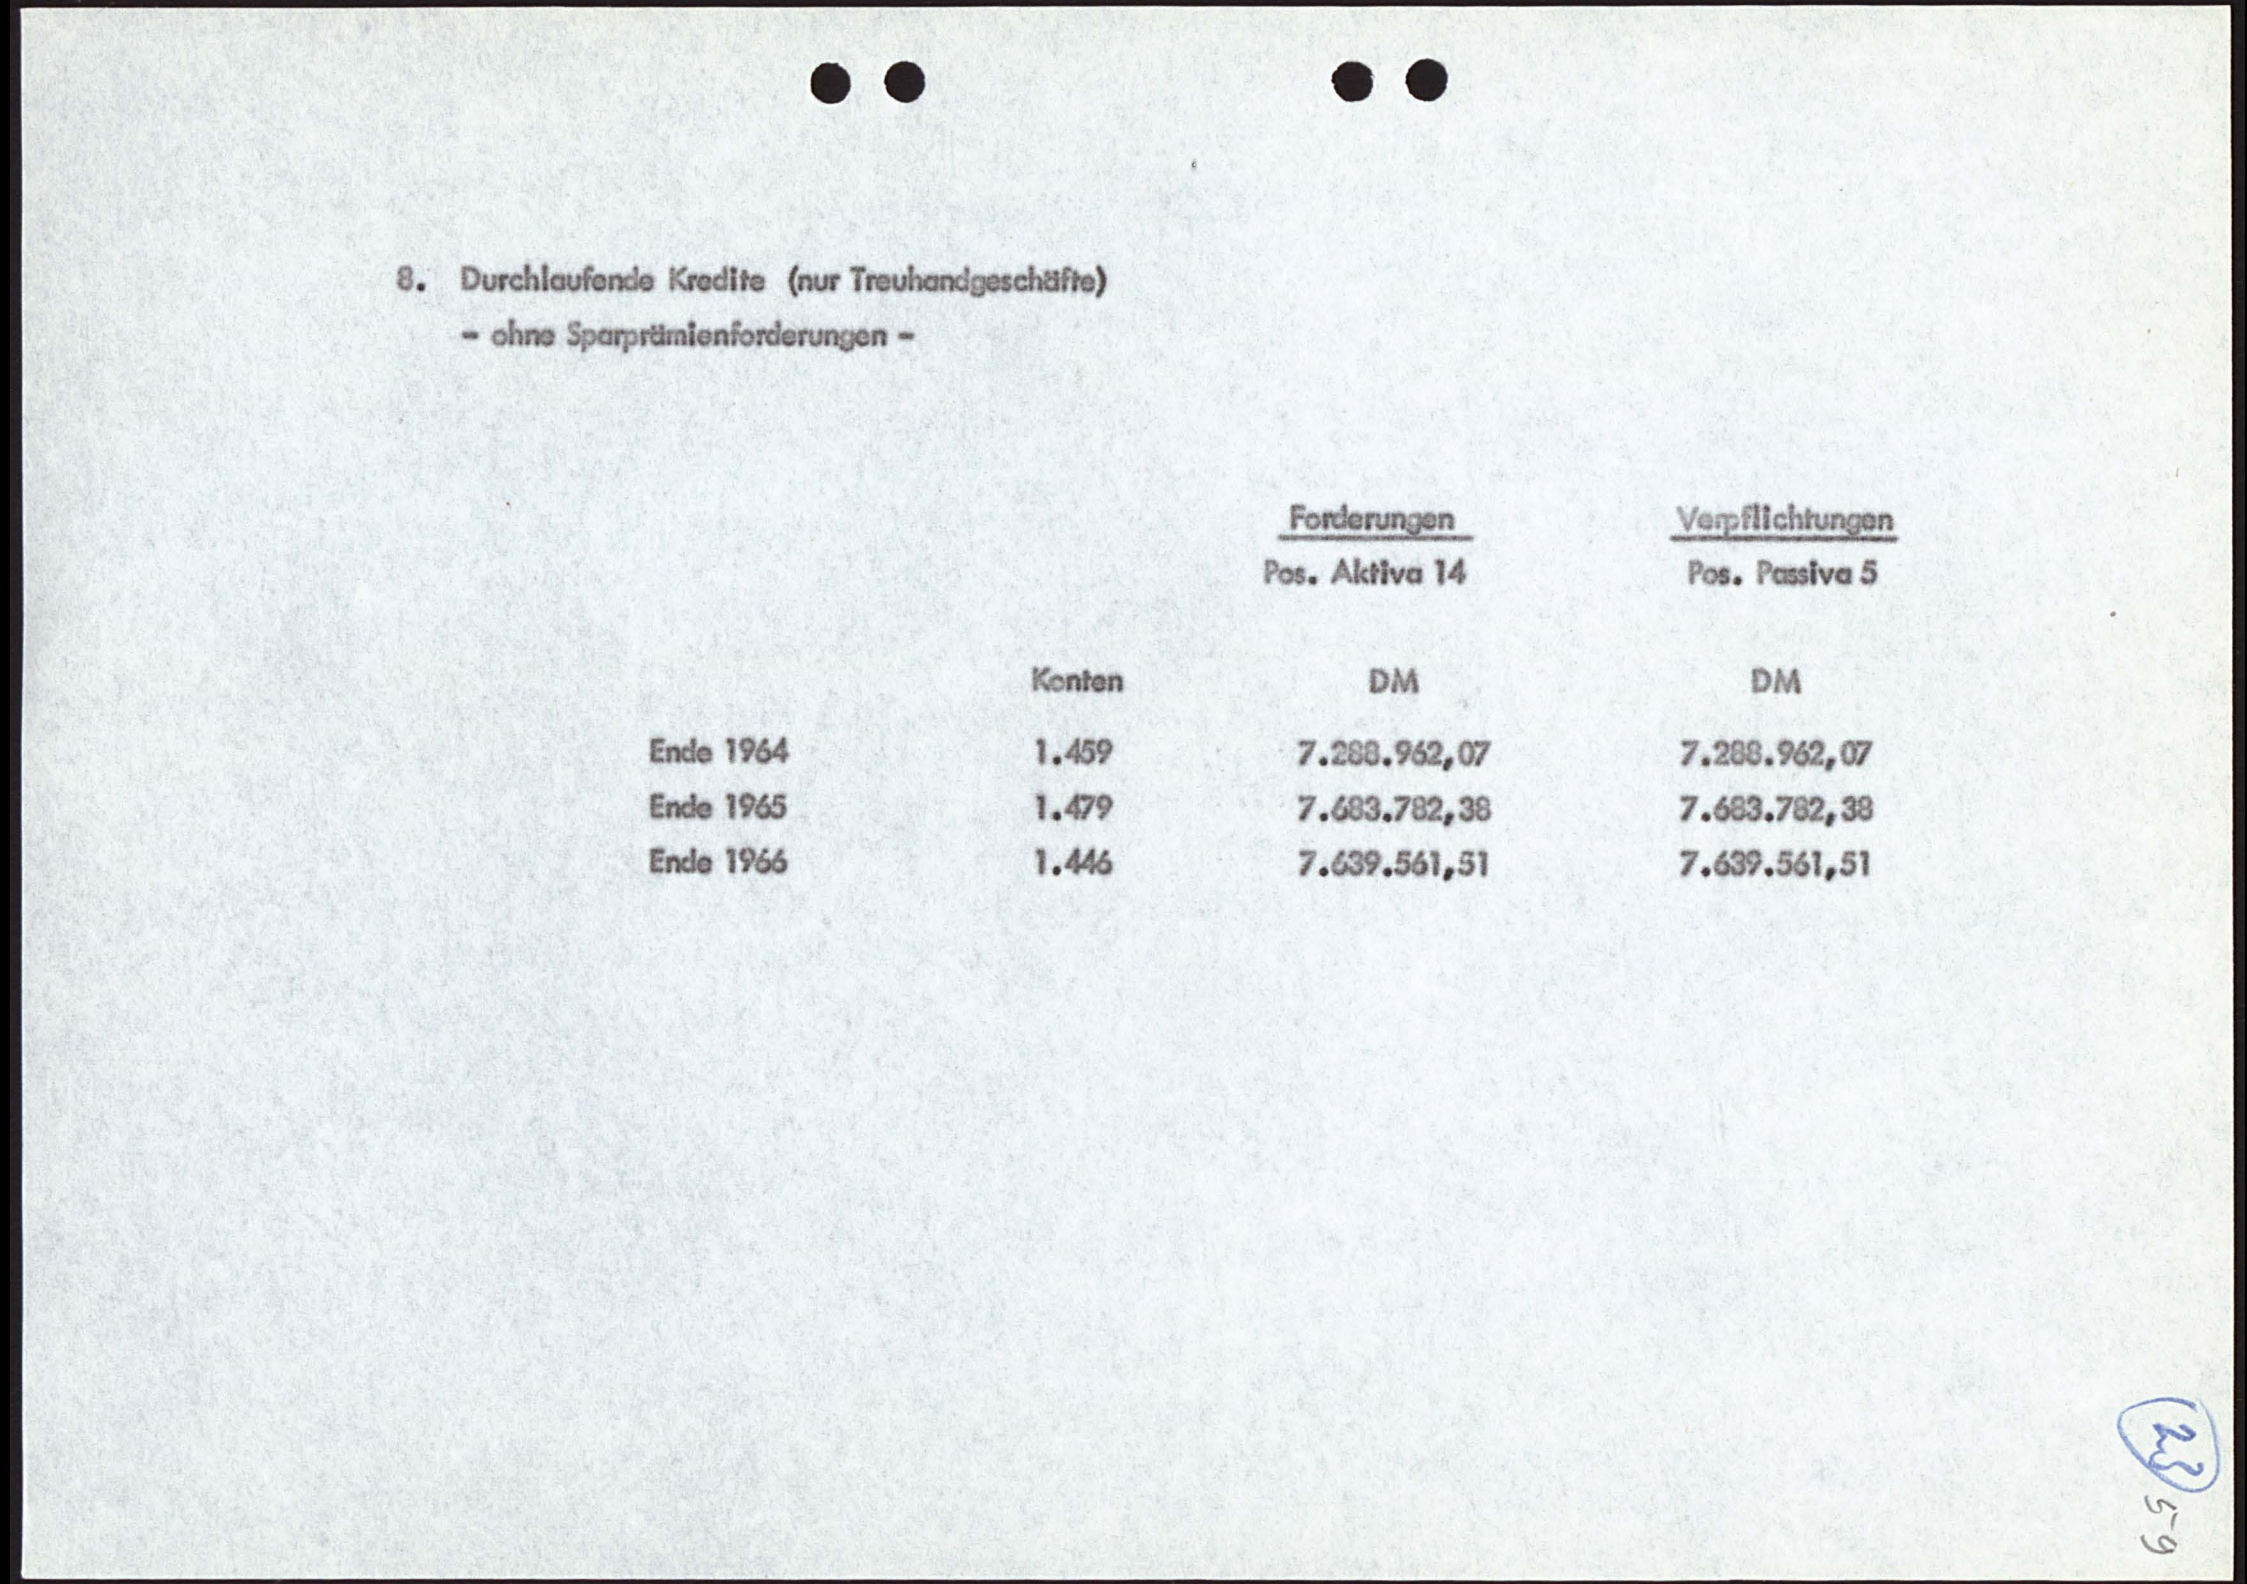 8. Durchlaufende Kredite (nur Treuhandgeschäfte)
- ohne Sparprämienforderungen -
Forderungen Verpflichtungen
Pos. Aktiva 14 Pos. Passiva 5
Konten DM DM
Ende 1964 1.459 7.288.962,07 7.288.962,07
Ende 1965 1.479 7.683.782,38 7.683.782,38
Ende 1966 1.446 7.639.561,51 7.639.561,51
23
59